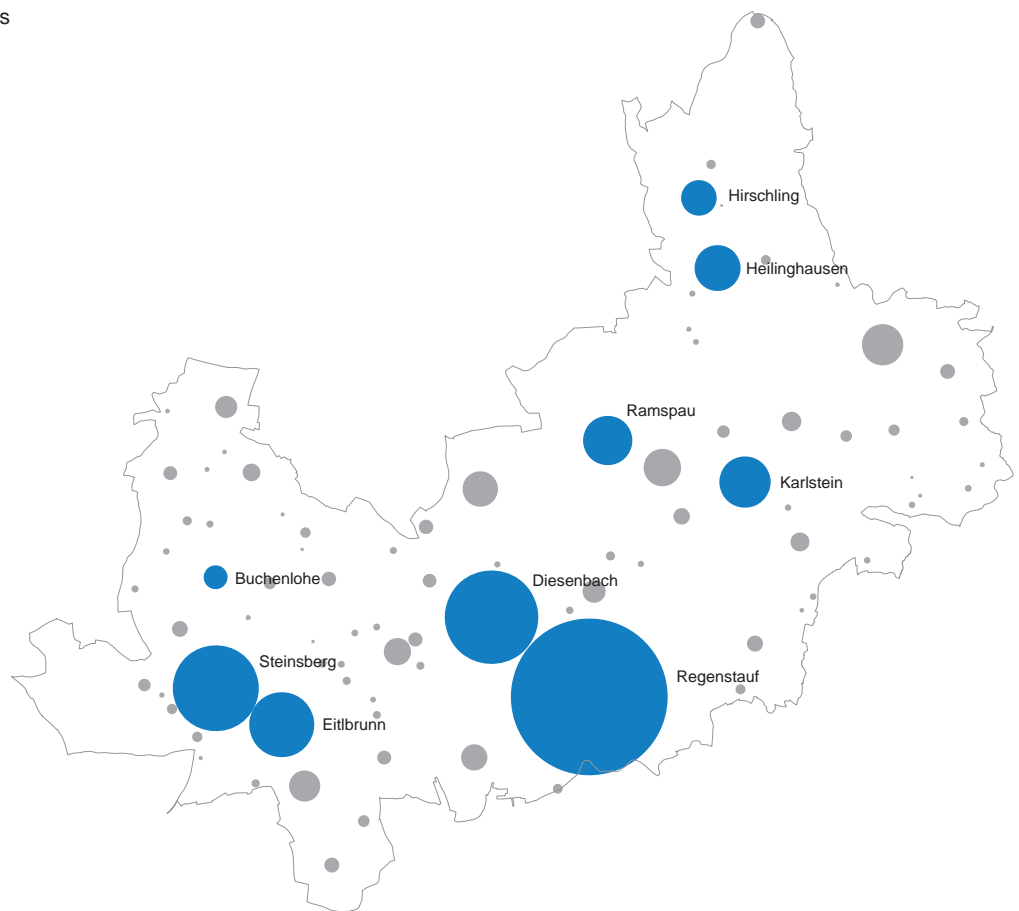 s
Hirschling
Heilinghausen
Ramspau
Karlstein
Diesenbach
Buchenlohe
Steinsberg
Regenstauf
Eitlbrunn